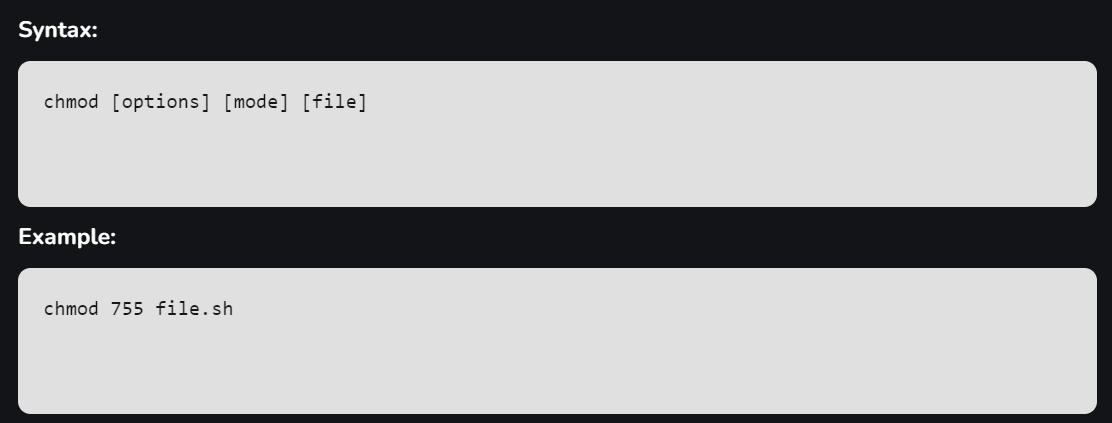 Syntax:
chmod [options] [mode] [file]
Example:
chmod 755 file.sh